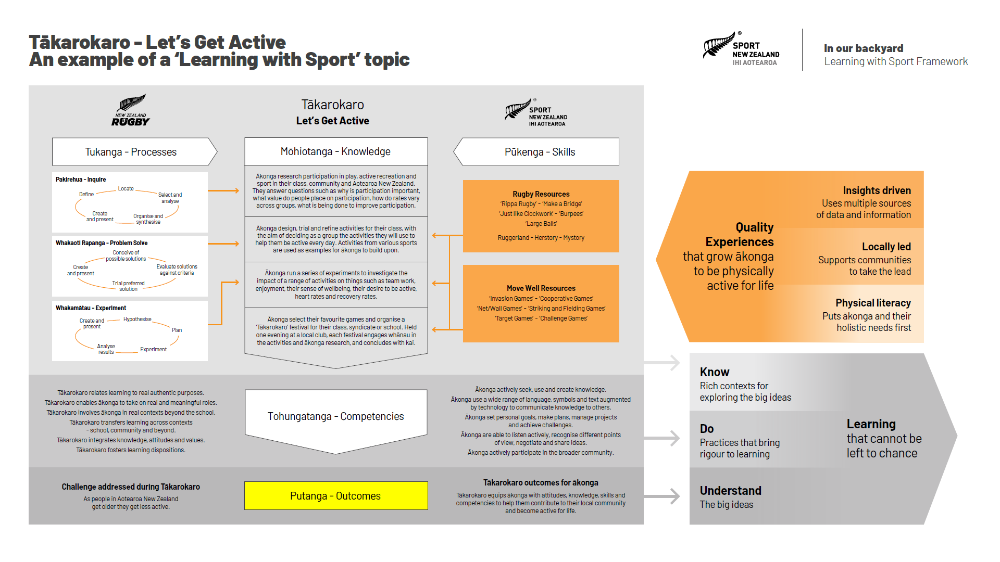 Tākarokaro - Let's Get Active
An example of a 'Learning with Sport' topic
SPORT
NEW ZEALAND
IHI AOTEAROA
In our backyard
Learning with Sport Framework
NEW ZEALAND
RUGBY
Tākarokaro
Let's Get Active
SPORT
NEW ZEALAND
IHI AOTEAROA
Tukanga - Processes
Mōhiotanga - Knowledge
Pūkenga - Skills
Pakirehua - Inquire
Locate
Define
Select and
analyse
Create
and present
Organise and
synthesise
Whakaoti Rapanga - Problem Solve
Conceive of
possible solutions
Create
and present
Evaluate solutions
against criteria
Trial preferred
solution
Whakamātau - Experiment
Create and
present
Hypothesise
Plan
Analyse
results
Experiment
Ākonga research participation in play, active recreation and
sport in their class, community and Aotearoa New Zealand.
They answer questions such as why is participation important,
what value do people place on participation, how do rates vary
across groups, what is being done to improve participation.
Ākonga design, trial and refine activities for their class, with
the aim of deciding as a group the activities they will use to
help them be active every day. Activities from various sports
are used as examples for ākonga to build upon.
Ākonga run a series of experiments to investigate the
impact of a range of activities on things such as team work,
enjoyment, their sense of wellbeing, their desire to be active,
heart rates and recovery rates.
Ākonga select their favourite games and organise a
'Tākarokaro' festival for their class, syndicate or school. Held
one evening at a local club, each festival engages whānau in
the activities and ākonga research, and concludes with kai.
Rugby Resources
'Rippa Rugby' - 'Make a Bridge'
'Just like Clockwork' - 'Burpees'
'Large Balls'
Ruggerland - Herstory - Mystory
Move Well Resources
'Invasion Games' - 'Cooperative Games'
'Net/Wall Games' - 'Striking and Fielding Games'
'Target Games' - 'Challenge Games'
Quality
Experiences
that grow ākonga
to be physically
active for life
Insights driven
Uses multiple sources
of data and information
Locally led
Supports communities
to take the lead
Physical literacy
Puts ākonga and their
holistic needs first
Tākarokaro relates learning to real authentic purposes.
Tākarokaro enables ākonga to take on real and meaningful roles.
Tākarokaro involves ākonga in real contexts beyond the school.
Tākarokaro transfers learning across contexts
- school, community and beyond.
Tākarokaro integrates knowledge, attitudes and values.
Tākarokaro fosters learning dispositions.
Tohungatanga - Competencies
Ākonga actively seek, use and create knowledge.
Ākonga use a wide range of language, symbols and text augmented
by technology to communicate knowledge to others.
Ākonga set personal goals, make plans, manage projects
and achieve challenges.
Ākonga are able to listen actively, recognise different points
of view, negotiate and share ideas.
Ākonga actively participate in the broader community.
Challenge addressed during Tākarokaro
As people in Aotearoa New Zealand
get older they get less active.
Putanga - Outcomes
Tākarokaro outcomes for ākonga
Tākarokaro equips ākonga with attitudes, knowledge, skills and
competencies to help them contribute to their local community
and become active for life.
Know
Rich contexts for
exploring the big ideas
Do
Practices that bring
rigour to learning
Understand
The big ideas
Learning
that cannot be
left to chance